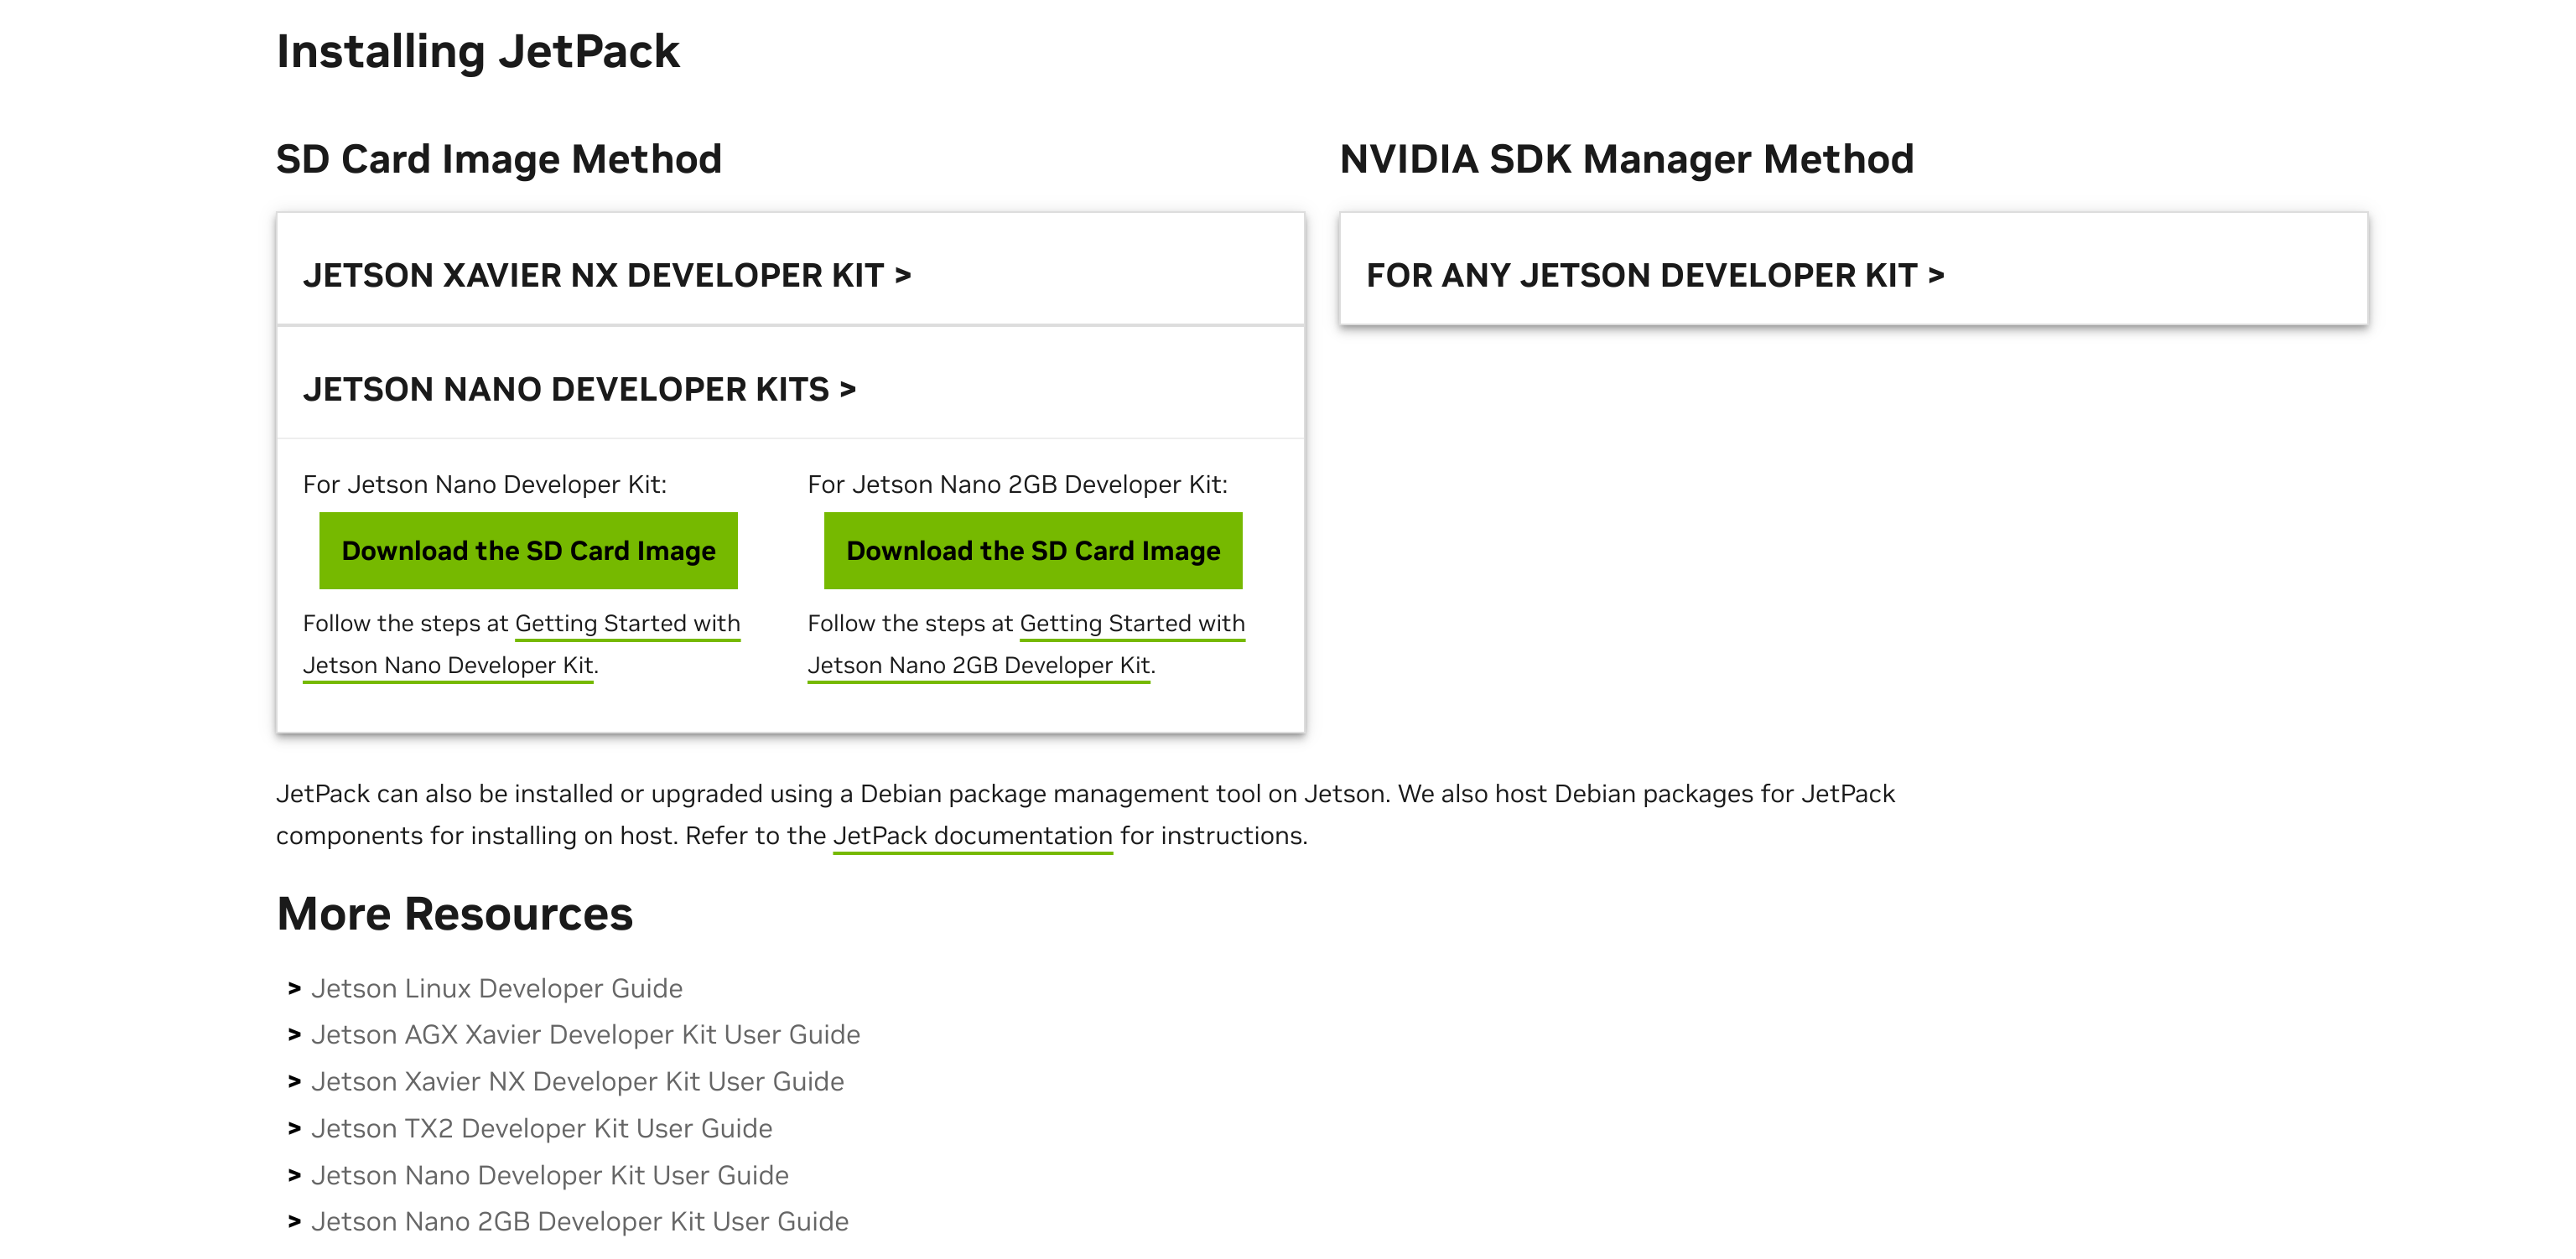 Installing JetPack
SD Card Image Method
JETSON XAVIER NX DEVELOPER KIT >
JETSON NANO DEVELOPER KITS >
For Jetson Nano Developer Kit:
Download the SD Card Image
Follow the steps at Getting Started with
Jetson Nano Developer Kit.
For Jetson Nano 2GB Developer Kit:
Download the SD Card Image
Follow the steps at Getting Started with
Jetson Nano 2GB Developer Kit.
NVIDIA SDK Manager Method
FOR ANY JETSON DEVELOPER KIT >
JetPack can also be installed or upgraded using a Debian package management tool on Jetson. We also host Debian packages for JetPack
components for installing on host. Refer to the JetPack documentation for instructions.
More Resources
> Jetson Linux Developer Guide
> Jetson AGX Xavier Developer Kit User Guide
> Jetson Xavier NX Developer Kit User Guide
> Jetson TX2 Developer Kit User Guide
> Jetson Nano Developer Kit User Guide
> Jetson Nano 2GB Developer Kit User Guide